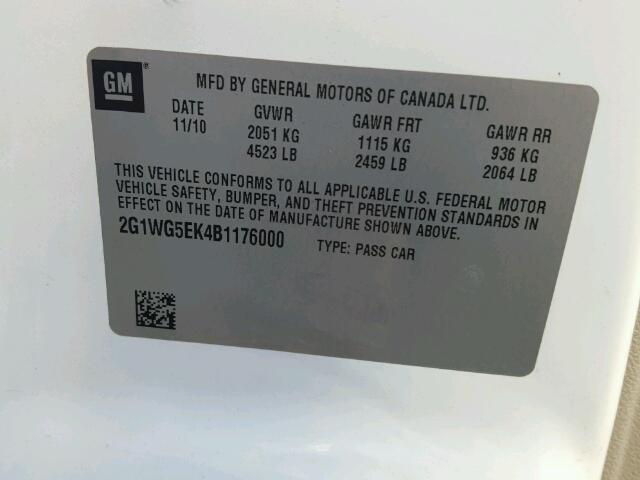 GM®
MFD BY GENERAL MOTORS OF CANADA LTD.
DATE GVWR GAWR FRT GAWR RR
11/10 2051 KG 1115 KG 936 KG
4523 LB 2459 LB 2064 LB
THIS VEHICLE CONFORMS TO ALL APPLICABLE U.S. FEDERAL MOTOR
VEHICLE SAFETY, BUMPER, AND THEFT PREVENTION STANDARDS IN
EFFECT ON THE DATE OF MANUFACTURE SHOWN ABOVE.
2G1WG5EK4B1176000 TYPE: PASS CAR